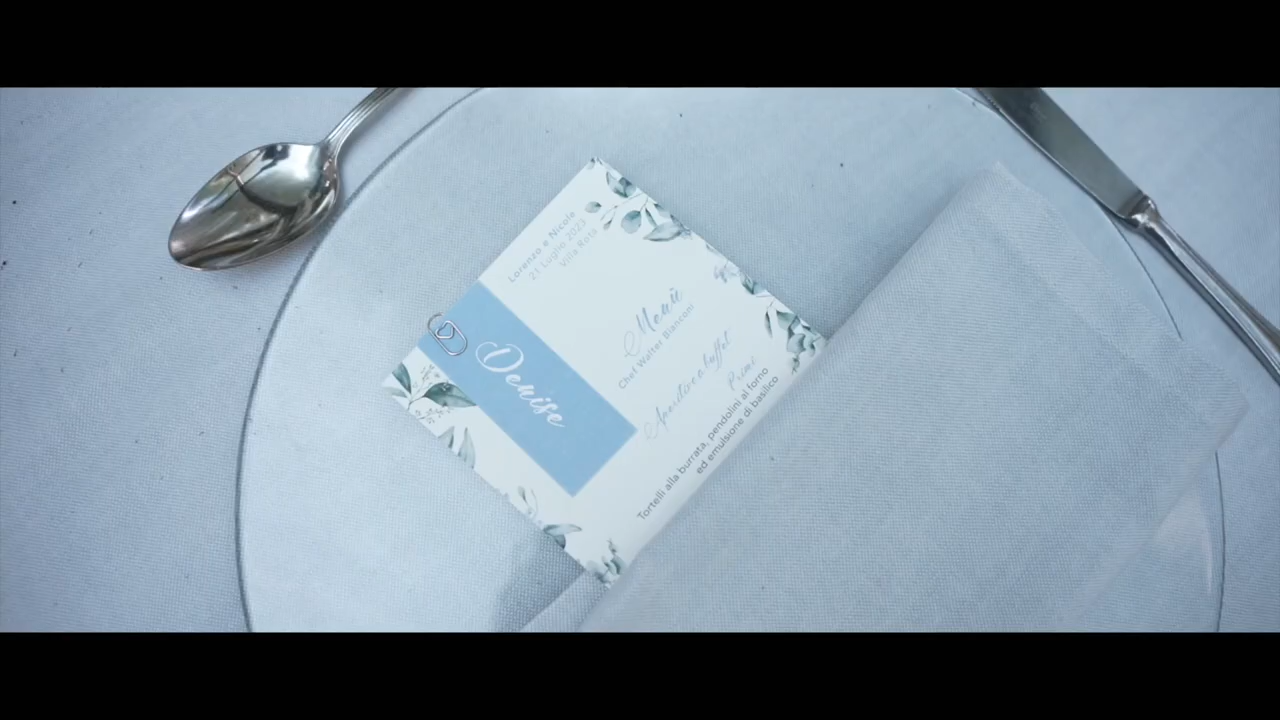 Lorenzo e Nicole
21 Luglio 2023
Villa Rota
Denise
Menù
Chef Walter Bianconi
Aperitivo a buffet
Primi
Tortelli alla burrata, pendolini al forno
ed emulsione di basilico